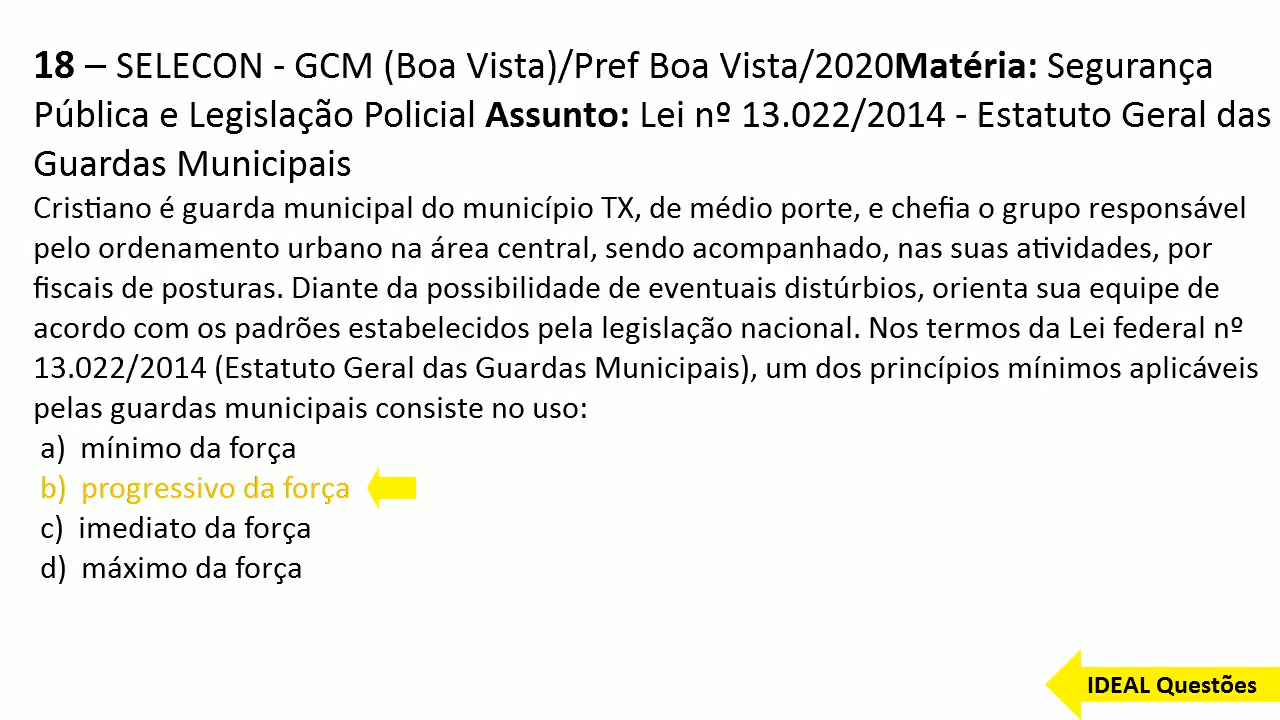 18 – SELECON - GCM (Boa Vista)/Pref Boa Vista/2020Matéria: Segurança
Pública e Legislação Policial Assunto: Lei nº 13.022/2014 - Estatuto Geral das
Guardas Municipais
Cristiano é guarda municipal do município TX, de médio porte, e chefia o grupo responsável
pelo ordenamento urbano na área central, sendo acompanhado, nas suas atividades, por
fiscais de posturas. Diante da possibilidade de eventuais distúrbios, orienta sua equipe de
acordo com os padrões estabelecidos pela legislação nacional. Nos termos da Lei federal nº
13.022/2014 (Estatuto Geral das Guardas Municipais), um dos princípios mínimos aplicáveis
pelas guardas municipais consiste no uso:
a) mínimo da força
b) progressivo da força
c) imediato da força
d) máximo da força
IDEAL Questões